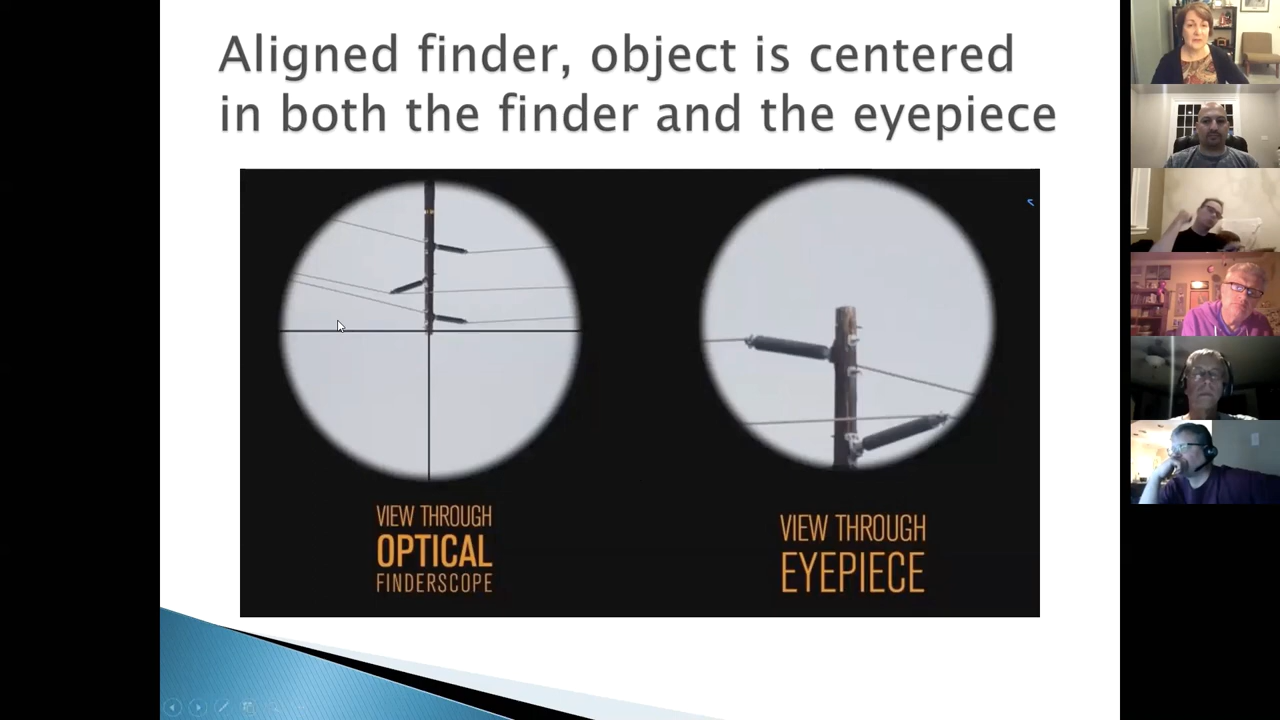 Aligned finder, object is centered
in both the finder and the eyepiece
VIEW THROUGH
OPTICAL
FINDERSCOPE
VIEW THROUGH
EYEPIECE